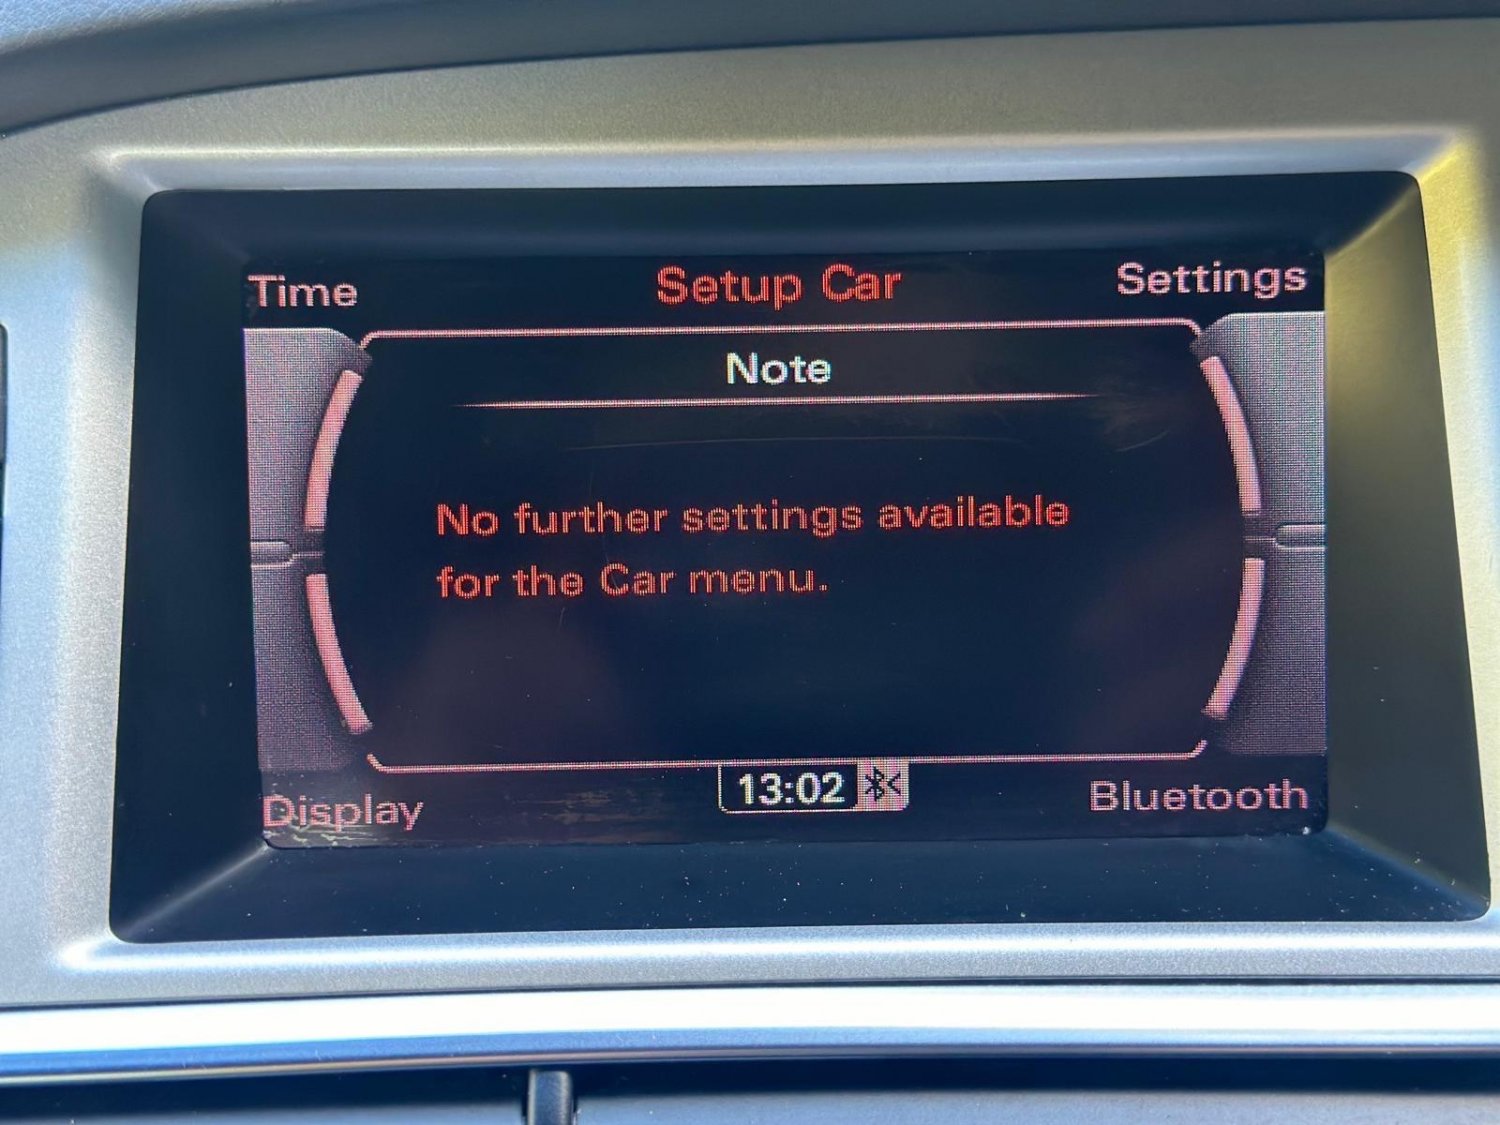 Time Setup Car Settings
Note
No further settings available
for the Car menu.
Display 13:02 Bluetooth